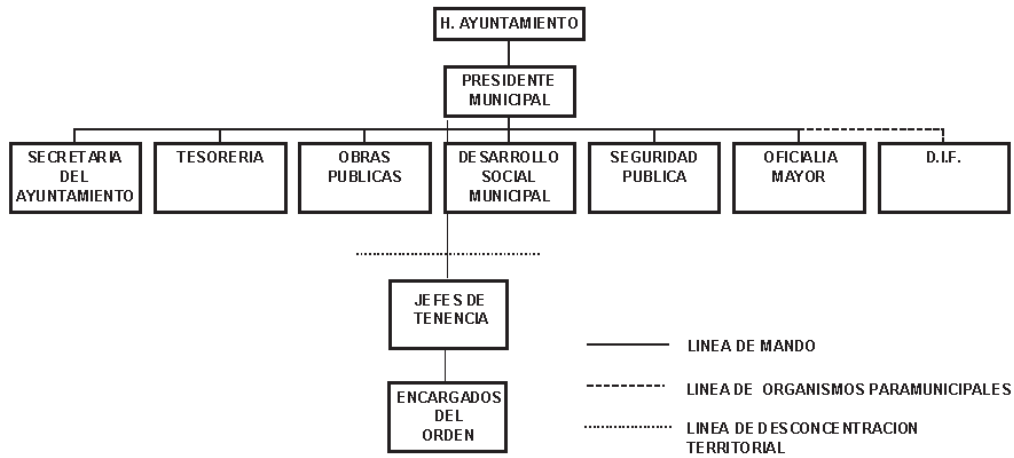 H. AYUNTAMIENTO
PRESIDENTE
MUNICIPAL
SECRETARIA
DEL
AYUNTAMIENTO
TESORERIA
OBRAS
PUBLICAS
DESARROLLO
SOCIAL
MUNICIPAL
SEGURIDAD
PUBLICA
OFICIALIA
MAYOR
D.I.F.
JEFES DE
TENENCIA
ENCARGADOS
DEL
ORDEN
LINEA DE MANDO
LINEA DE ORGANISMOS PARAMUNICIPALES
LINEA DE DESCONCENTRACION
TERRITORIAL